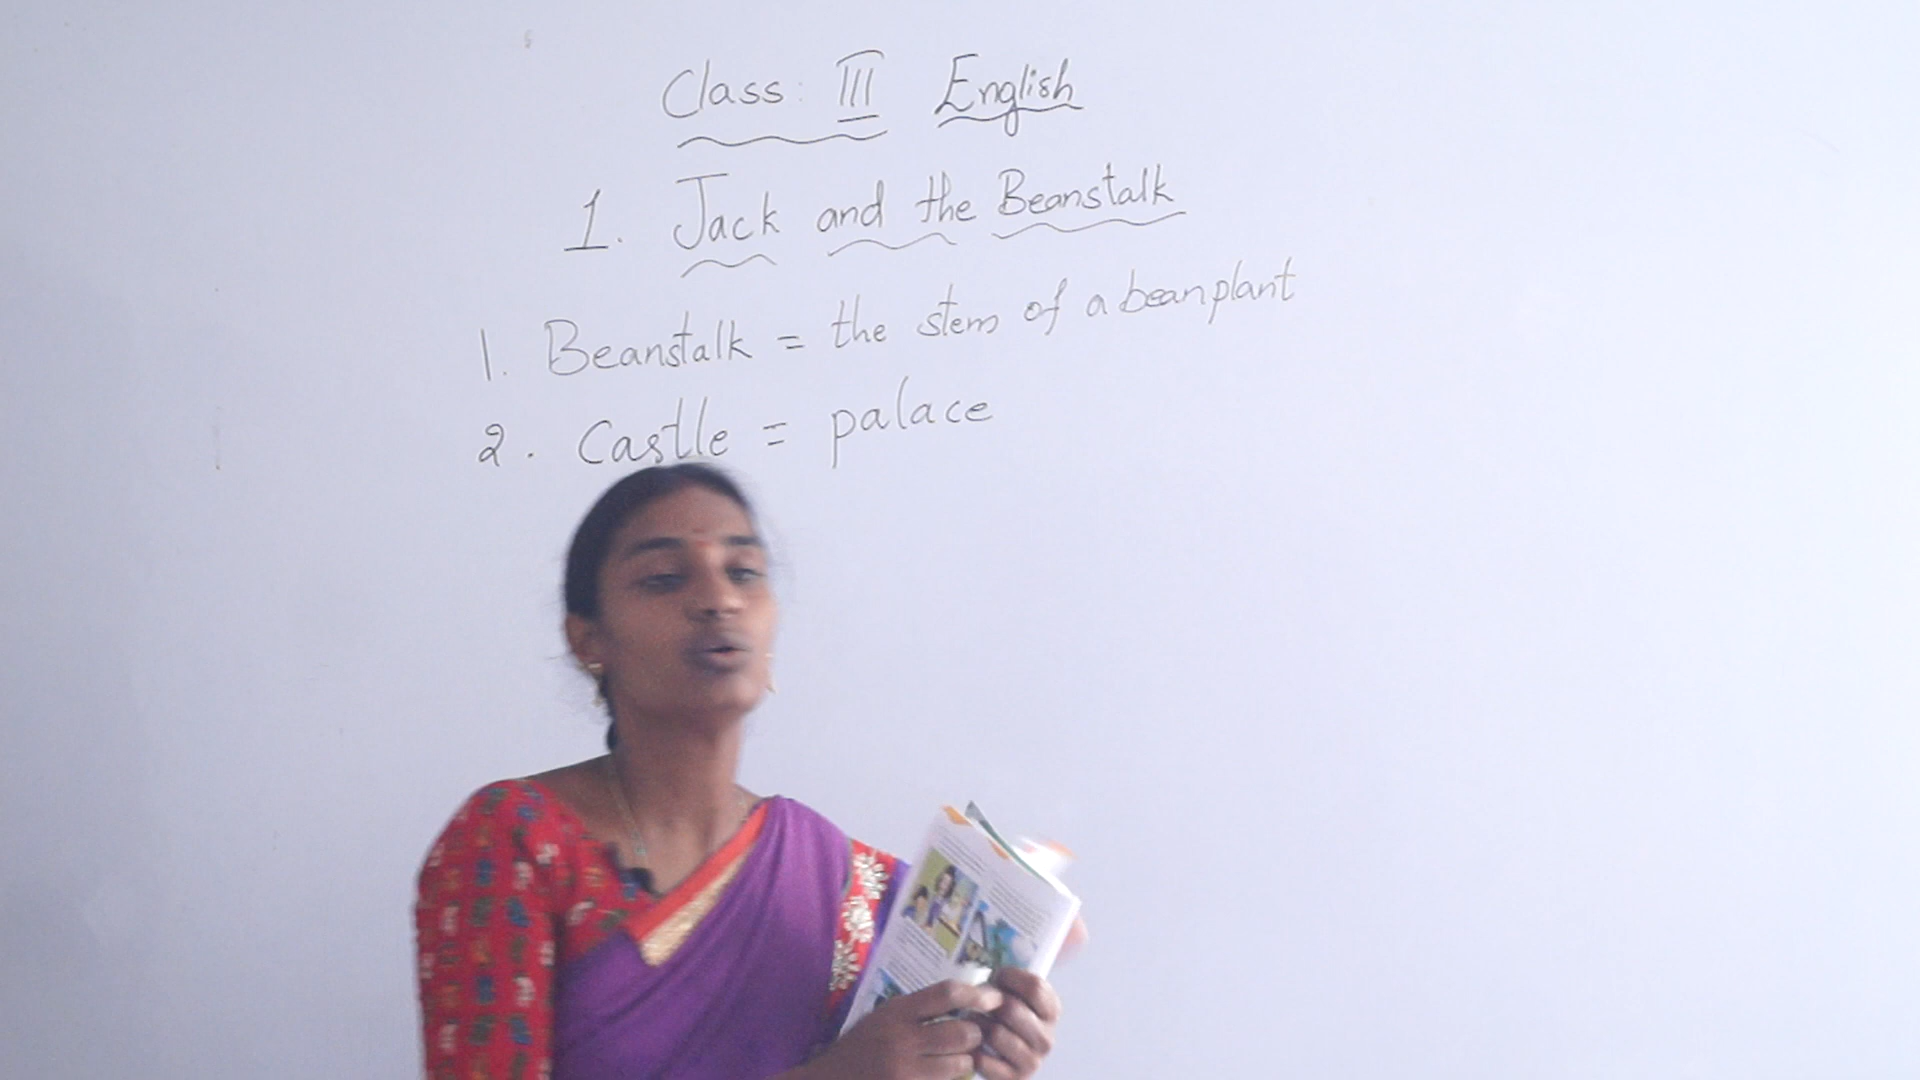 Class: III English
1. Jack and the Beanstalk
1. Beanstalk = the stem of a beanplant
2. Castle = palace